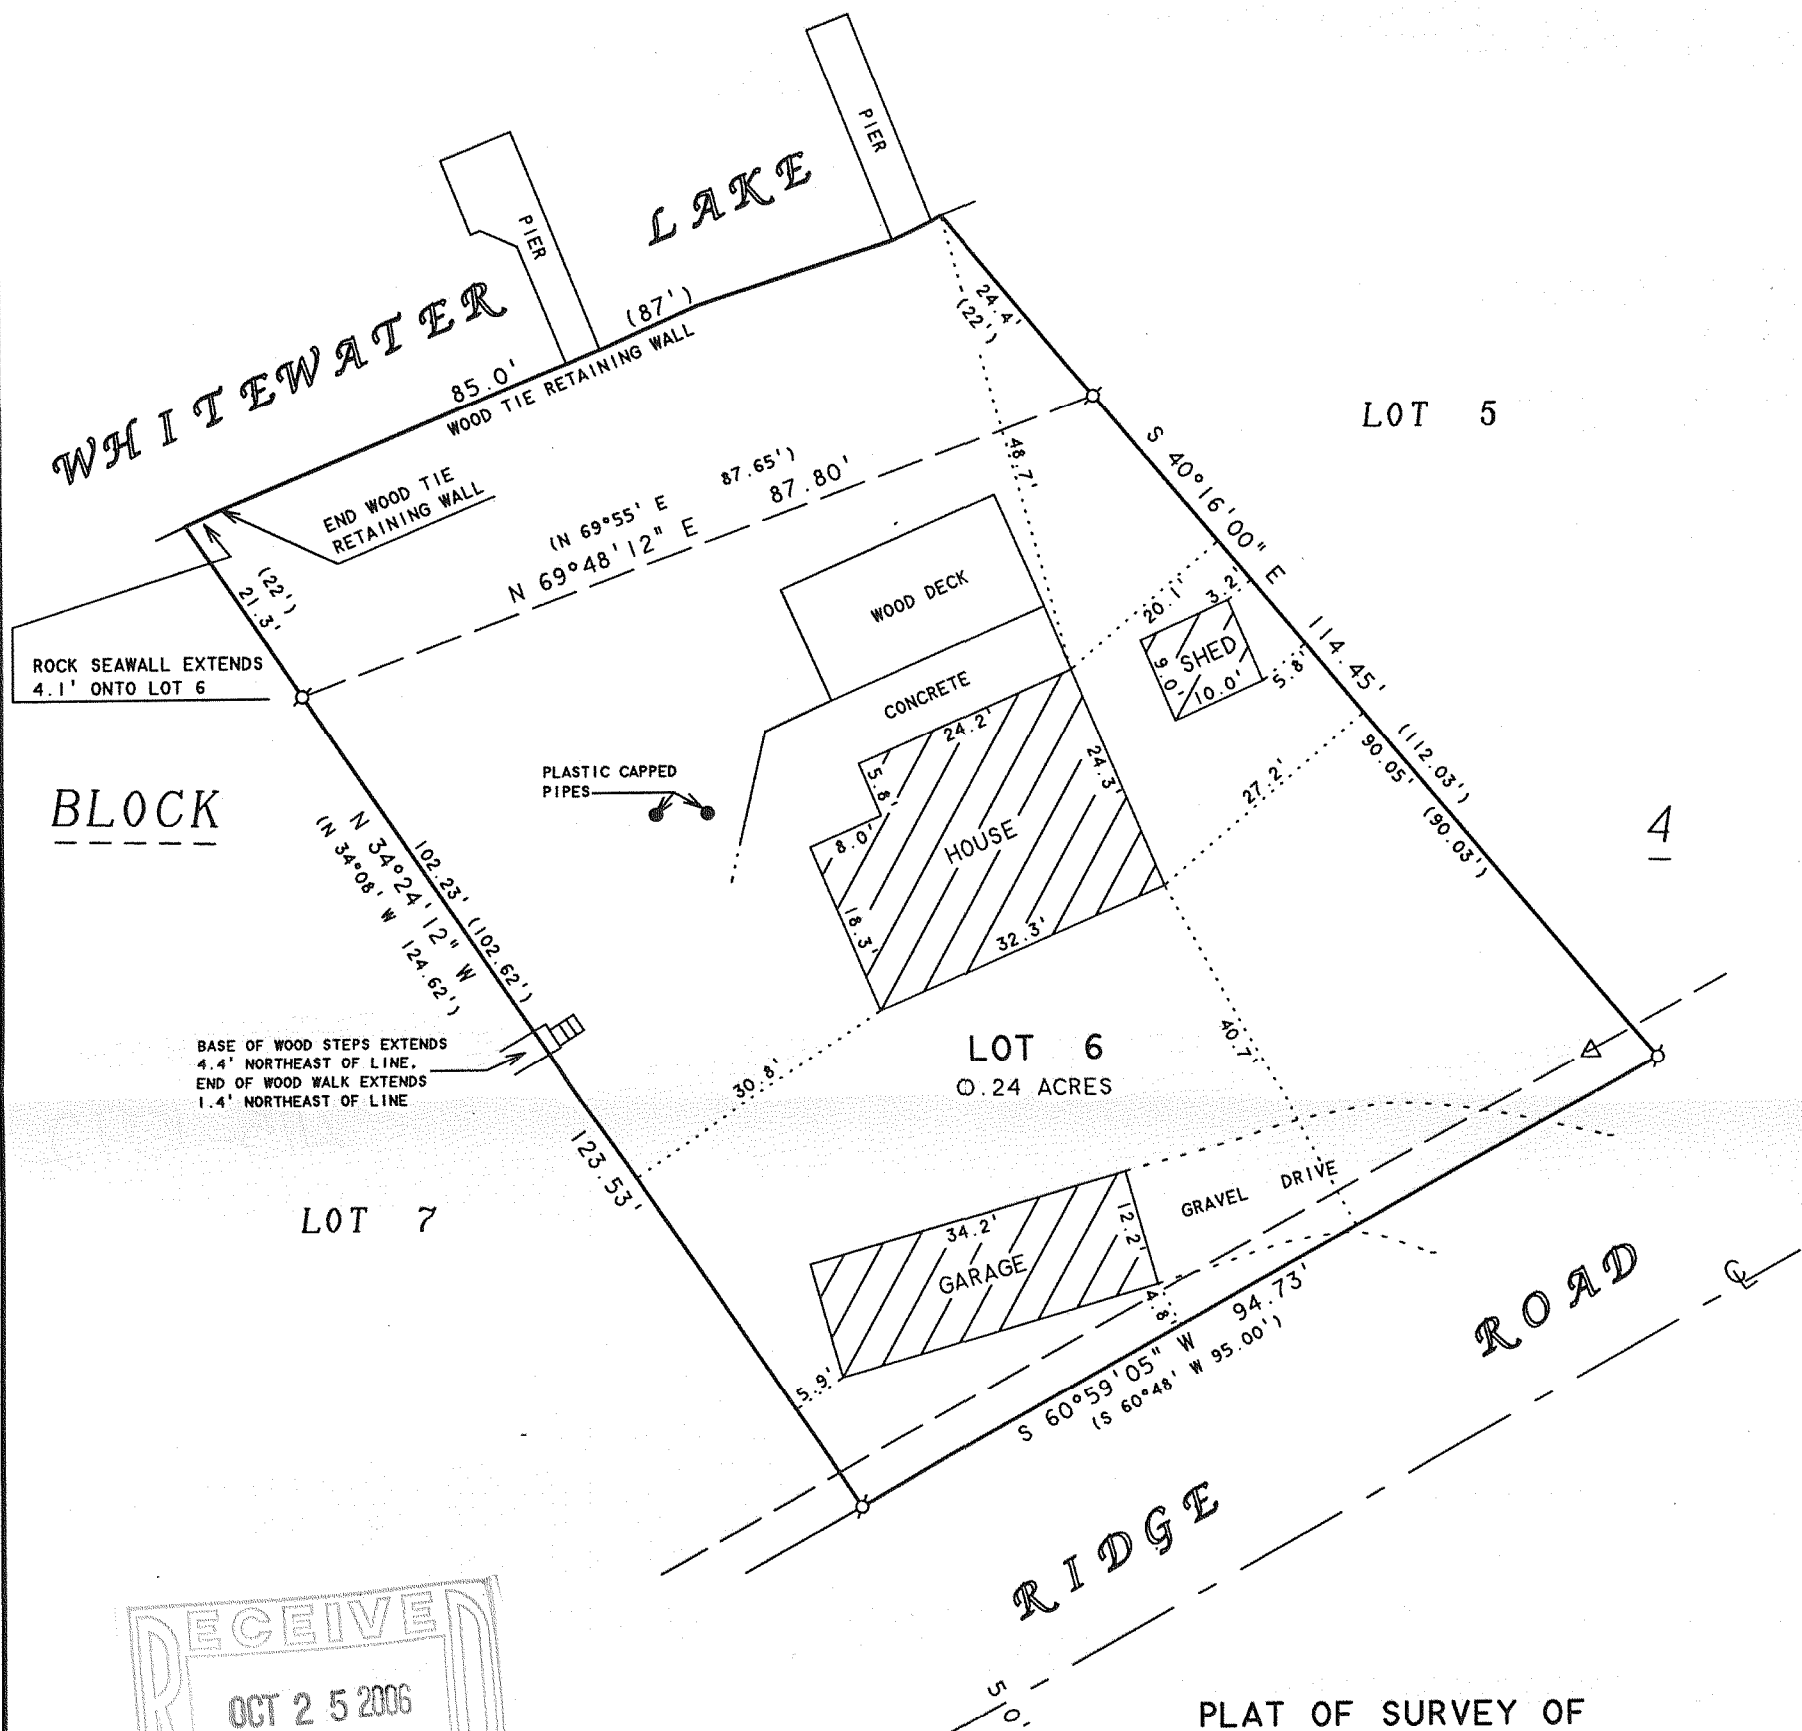 PIER
PIER
WHITEWATER LAKE
(87')
85.0'
WOOD TIE RETAINING WALL
24.4'
(22')
LOT 5
END WOOD TIE
RETAINING WALL
(N 69°55' E 87.65')
N 69°48'12" E 87.80'
48.7'
S 40°16'00" E 114.45'
(112.03')
90.05' (90.03')
(22')
21.3'
ROCK SEAWALL EXTENDS
4.1' ONTO LOT 6
WOOD DECK
CONCRETE
20.1'
3.2'
SHED
9.0'
10.0'
5.8'
24.2'
5.8'
8.0'
24.3'
HOUSE
18.3'
32.3'
27.2'
PLASTIC CAPPED
PIPES
BLOCK
4
102.23' (102.62')
N 34°24'12" W
(N 34°08' W 124.62')
BASE OF WOOD STEPS EXTENDS
4.4' NORTHEAST OF LINE,
END OF WOOD WALK EXTENDS
1.4' NORTHEAST OF LINE
LOT 6
0.24 ACRES
40.7'
30.8'
123.53'
LOT 7
GRAVEL DRIVE
34.2'
12.2'
GARAGE
4.8'
5.9'
S 60°59'05" W 94.73'
(S 60°48' W 95.00')
RIDGE ROAD
CL
50'
RECEIVED
OCT 25 2006
PLAT OF SURVEY OF